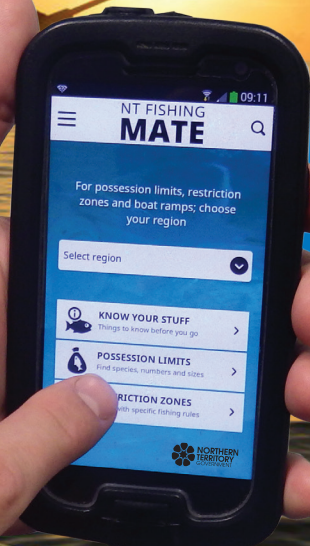 09:11
NT FISHING
MATE
For possession limits, restriction
zones and boat ramps; choose
your region
Select region
KNOW YOUR STUFF
Things to know before you go
POSSESSION LIMITS
Find species, numbers and sizes
TRICTION ZONES
with specific fishing rules
NORTHERN
TERRITORY
GOVERNMENT